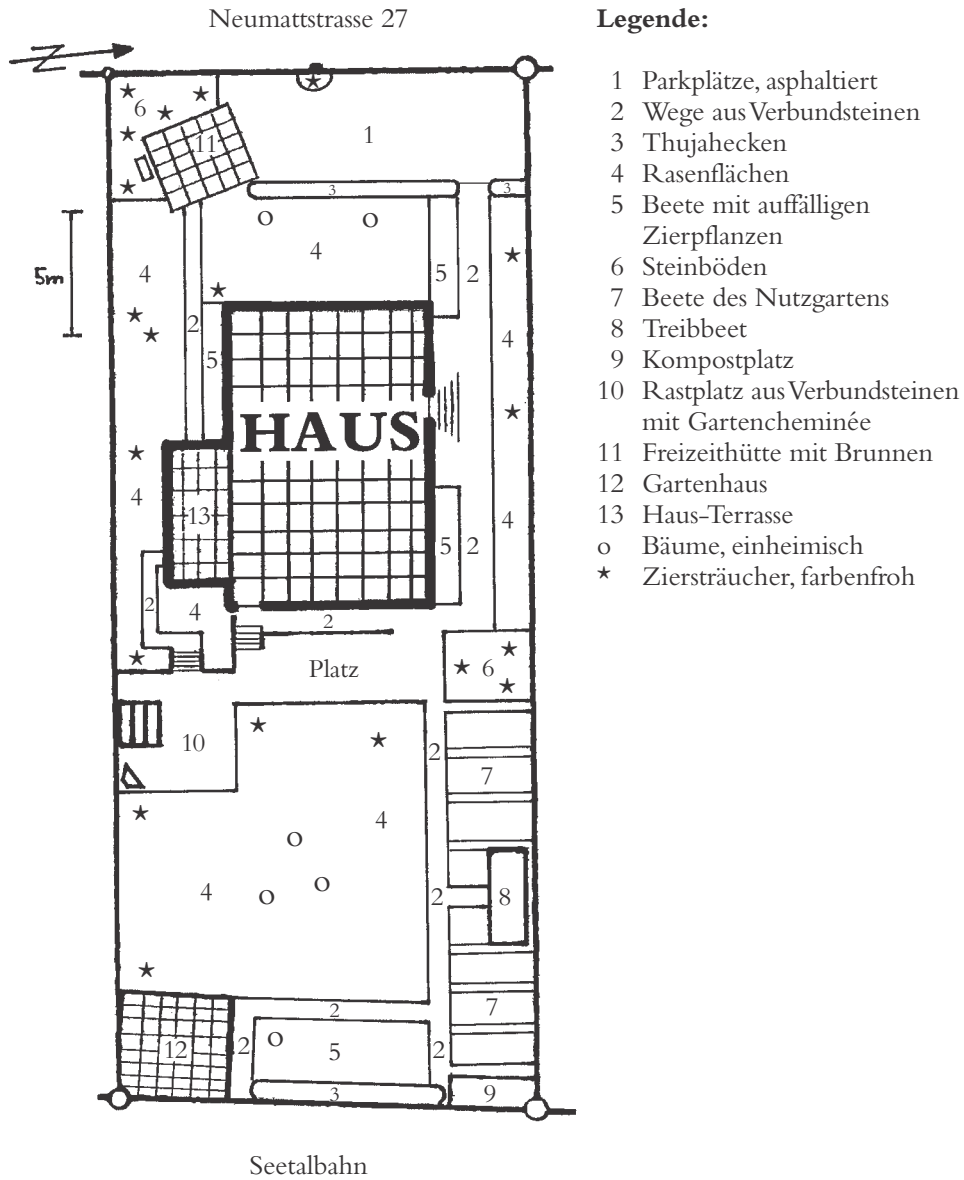 Neumattstrasse 27
Legende:
1 Parkplätze, asphaltiert
2 Wege aus Verbundsteinen
3 Thujahecken
4 Rasenflächen
5 Beete mit auffälligen
Zierpflanzen
6 Steinböden
7 Beete des Nutzgartens
8 Treibbeet
9 Kompostplatz
10 Rastplatz aus Verbundsteinen
mit Gartencheminée
11 Freizeithütte mit Brunnen
12 Gartenhaus
13 Haus-Terrasse
o Bäume, einheimisch
★ Ziersträucher, farbenfroh
N
6
11
1
3
3
4
4
5
2
5m
2
5
4
HAUS
4
13
5
2
4
2
4
2
Platz
6
10
2
7
4
4
2
8
2
7
12
2
5
2
3
9
Seetalbahn